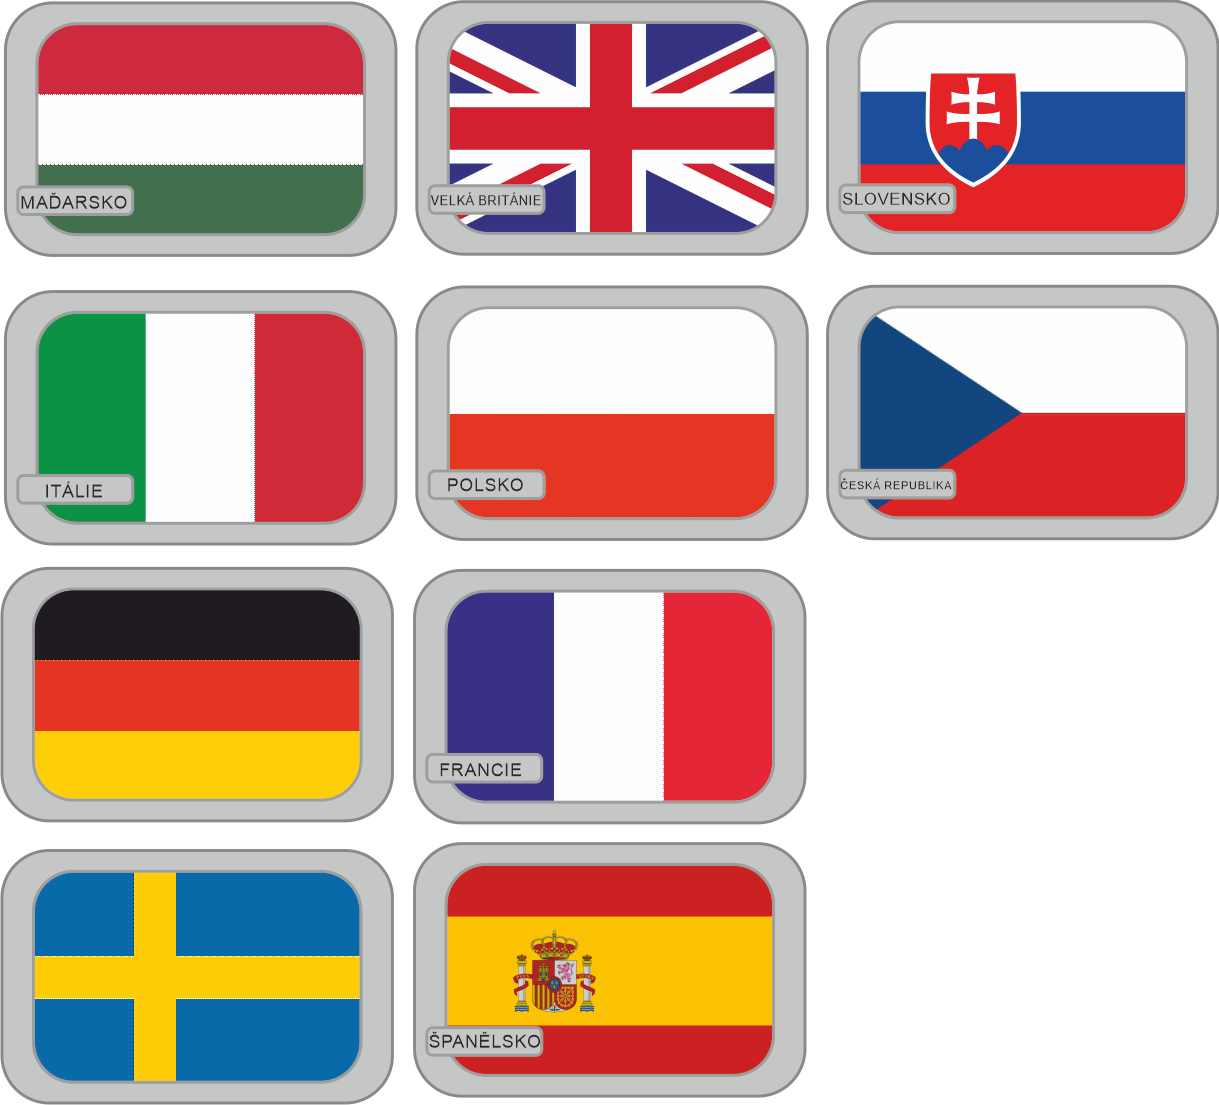 MAĎARSKO
VELKÁ BRITÁNIE
SLOVENSKO
ITÁLIE
POLSKO
ČESKÁ REPUBLIKA
FRANCIE
ŠPANĚLSKO